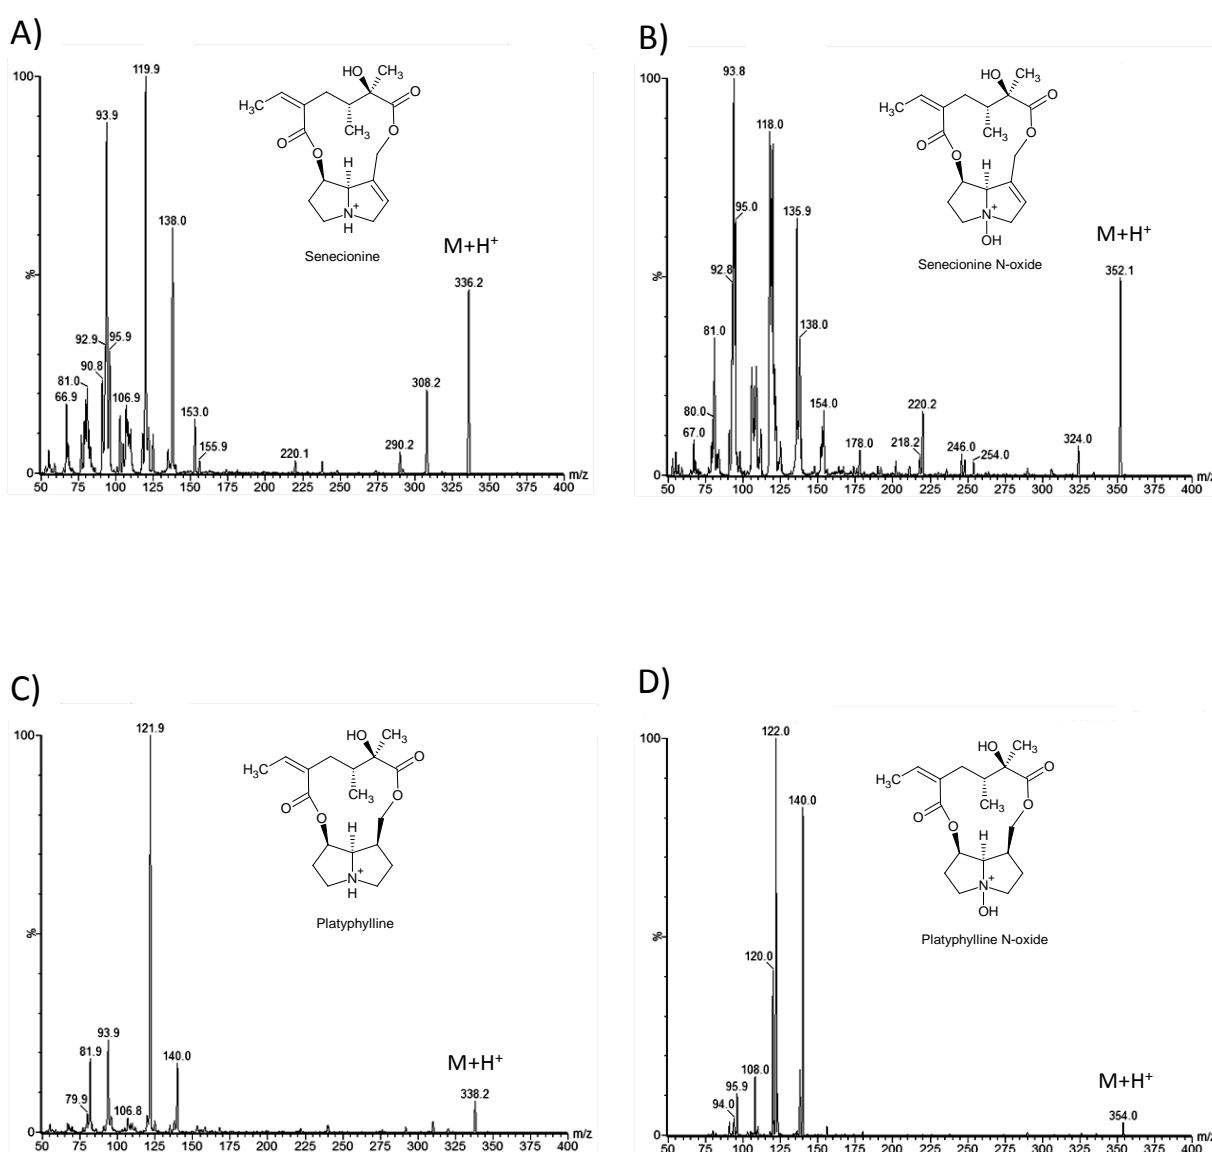 A)
100
119.9
93.9
138.0
92.9
95.9
90.8
81.0
66.9
106.9
153.0
155.9
220.1
290.2
308.2
336.2
M+H+
%
0
50 75 100 125 150 175 200 225 250 275 300 325 350 375 400 m/z
HO CH3
H3C O
CH3
O O
O H
N+
H
Senecionine
B)
100
93.8
118.0
95.0
135.9
92.8
81.0
138.0
80.0
67.0
154.0
178.0
218.2
220.2
246.0
254.0
324.0
352.1
M+H+
%
0
50 75 100 125 150 175 200 225 250 275 300 325 350 375 400 m/z
HO CH3
H3C O
CH3
O O
O H
N+
OH
Senecionine N-oxide
C)
100
121.9
93.9
81.9
140.0
79.9
106.8
338.2
M+H+
%
0
50 75 100 125 150 175 200 225 250 275 300 325 350 375 400 m/z
HO CH3
H3C O
CH3
O O
O H
N+
H
Platyphylline
D)
100
122.0
140.0
120.0
108.0
95.9
94.0
354.0
M+H+
%
0
50 75 100 125 150 175 200 225 250 275 300 325 350 375 400 m/z
HO CH3
H3C O
CH3
O O
O H
N+
OH
Platyphylline N-oxide